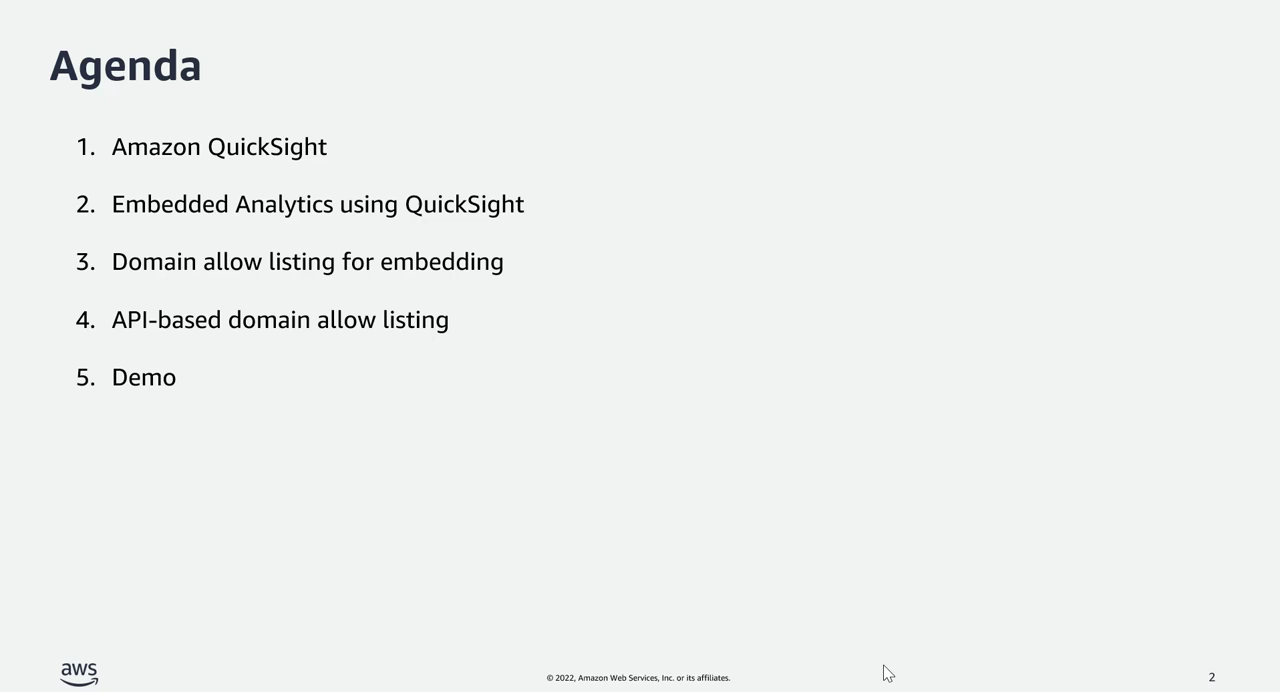 Agenda
1. Amazon QuickSight
2. Embedded Analytics using QuickSight
3. Domain allow listing for embedding
4. API-based domain allow listing
5. Demo
aws
© 2022, Amazon Web Services, Inc. or its affiliates.
2